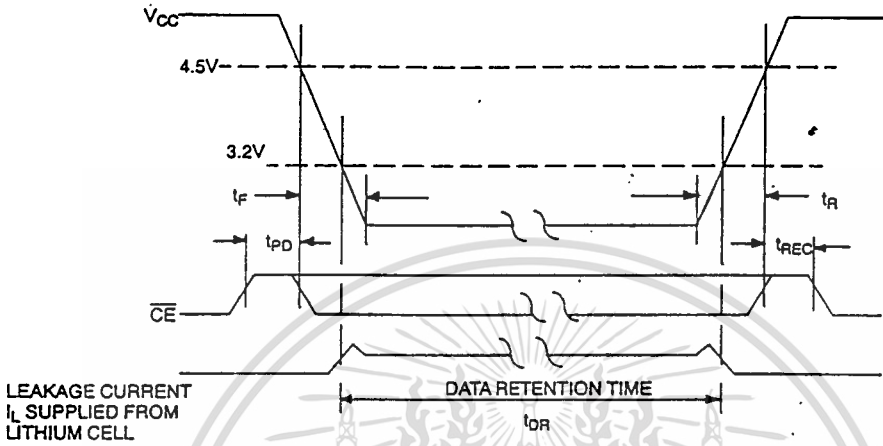 VCC
4.5V
3.2V
tF
tR
tPD
tREC
CE
DATA RETENTION TIME
tDR
LEAKAGE CURRENT
IL SUPPLIED FROM
LITHIUM CELL